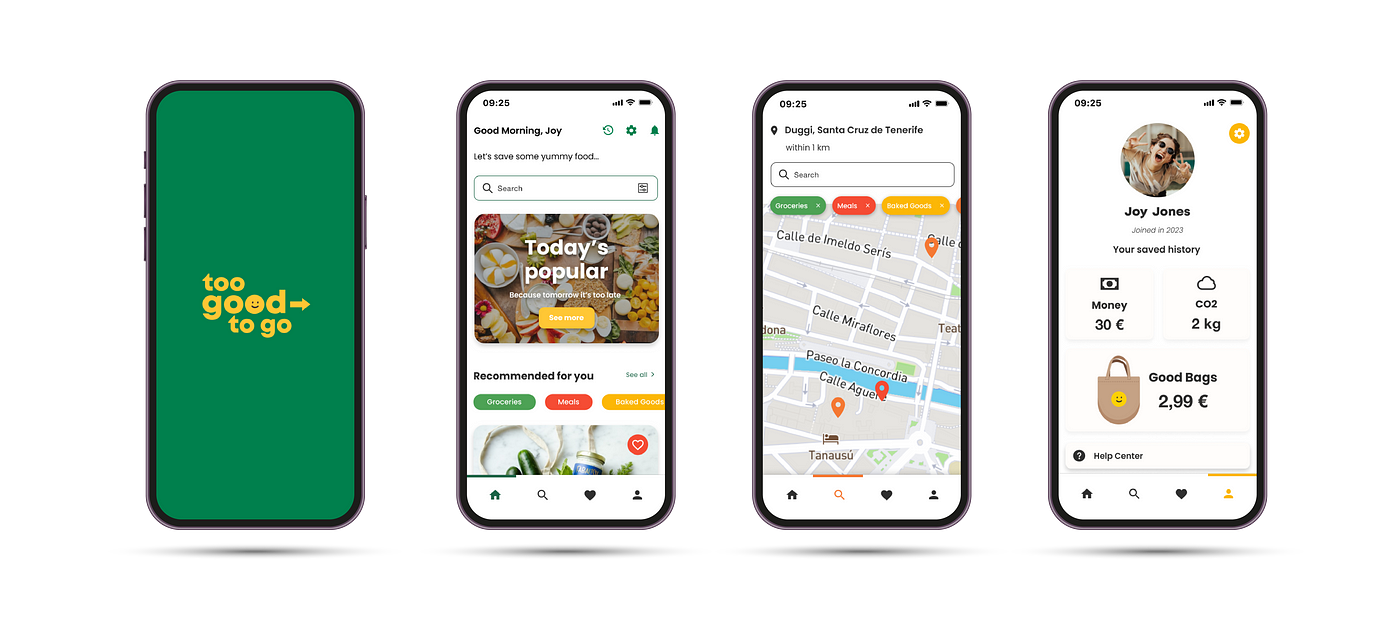 too
good
to go
09:25
Good Morning, Joy
Let's save some yummy food...
Search
Today's
popular
Because tomorrow it's too late
See more
Recommended for you
See all
Groceries
Meals
Baked Goods
09:25
Duggi, Santa Cruz de Tenerife
within 1 km
Search
Groceries ×
Meals ×
Baked Goods ×
Calle de Imeldo Serís
Calle
Calle Miraflores
dona
Teat
Paseo la Concordia
Calle Aguere
Tanausú
09:25
Joy Jones
Joined in 2023
Your saved history
Money
30 €
CO2
2 kg
Good Bags
2,99 €
Help Center